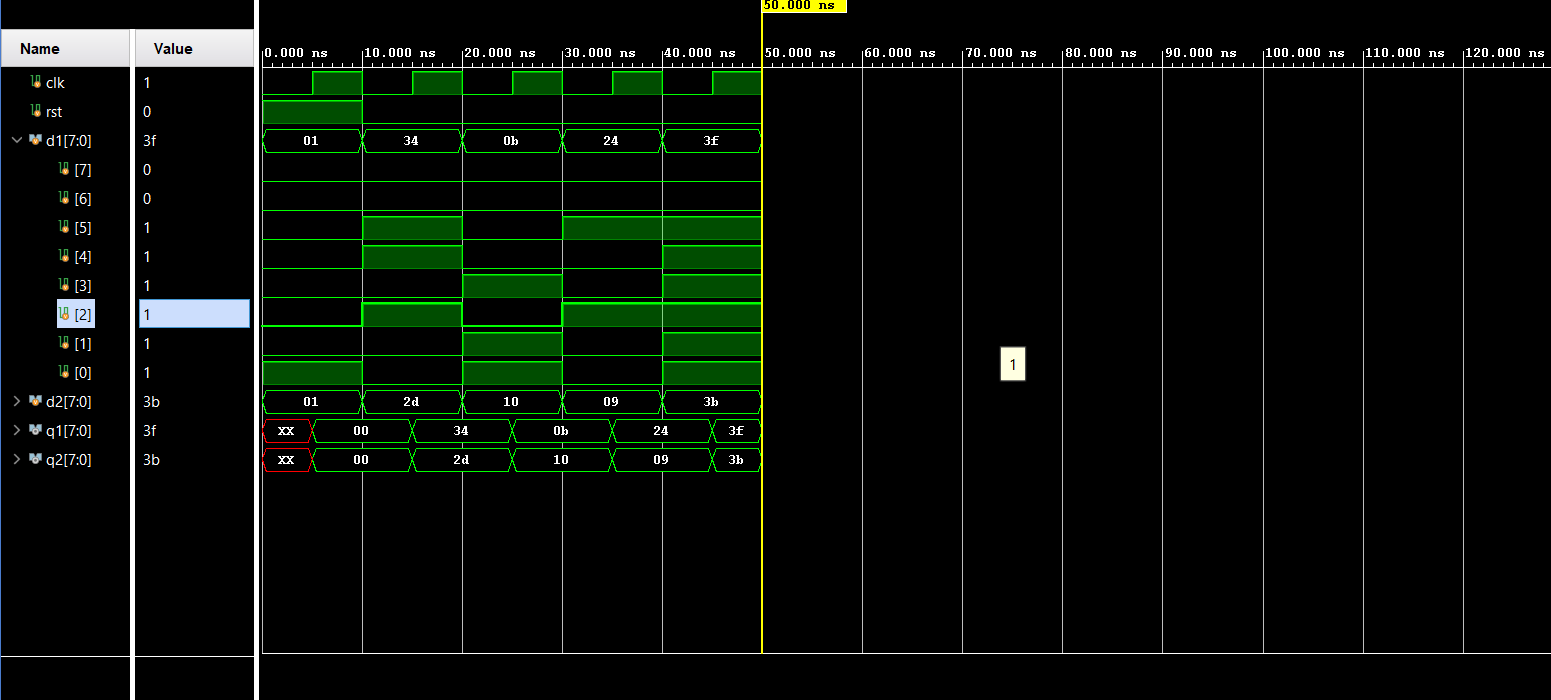 50.000 ns
Name Value 0.000 ns 10.000 ns 20.000 ns 30.000 ns 40.000 ns 50.000 ns 60.000 ns 70.000 ns 80.000 ns 90.000 ns 100.000 ns 110.000 ns 120.000 ns
clk 1
rst 0
d1[7:0] 3f 01 34 0b 24 3f
[7] 0
[6] 0
[5] 1
[4] 1
[3] 1
[2] 1
[1] 1
[0] 1
1
d2[7:0] 3b 01 2d 10 09 3b
q1[7:0] 3f XX 00 34 0b 24 3f
q2[7:0] 3b XX 00 2d 10 09 3b